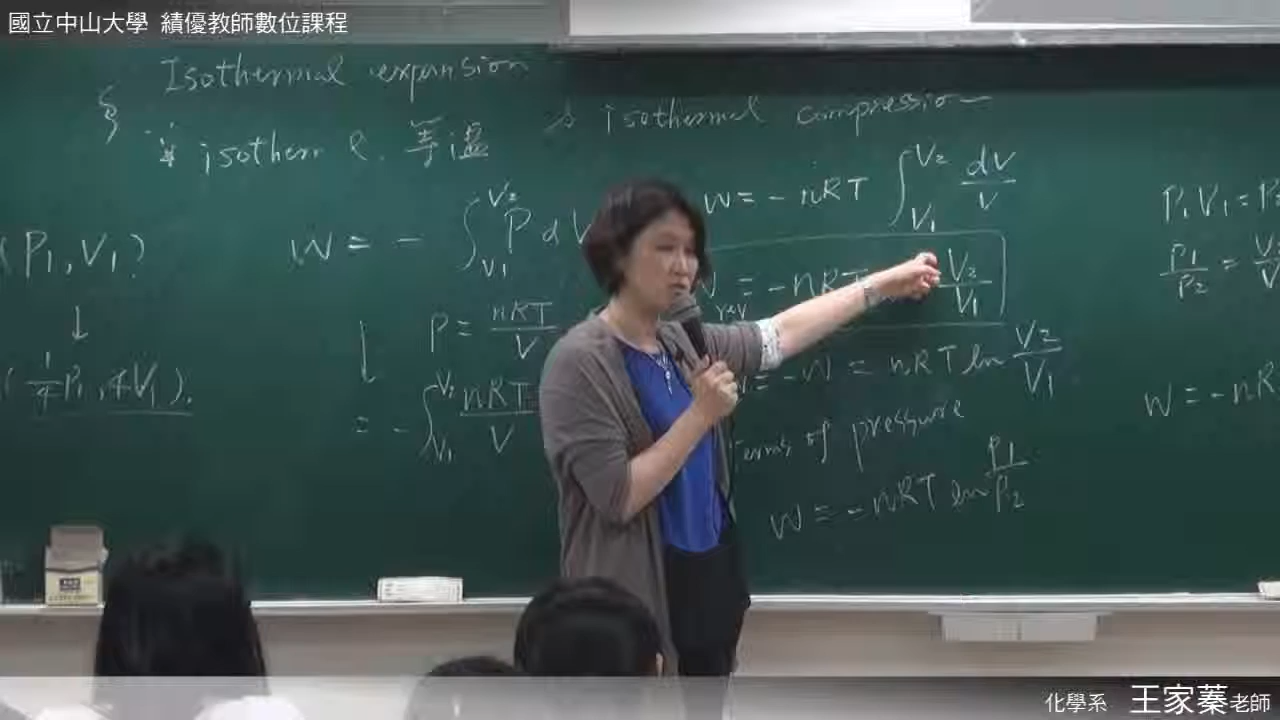 國立中山大學 績優教師數位課程
§ Isothermal expansion & isothermal compression
isotherm 等溫
(P₁, V₁)
↓
(¼P₁, 4V₁).
W = - ∫_{V₁}^{V₂} P dV
P = nRT/V
= - ∫_{V₁}^{V₂} nRT/V
W = - nRT ∫_{V₁}^{V₂} dV/V
= - nRT V₂/V₁
rev
= -W = nRT ln V₂/V₁
terms of pressure
W = - nRT ln P₁/P₂
P₁V₁ = P
P₁/P₂ = V
W = - nR
化學系 王家蓁老師